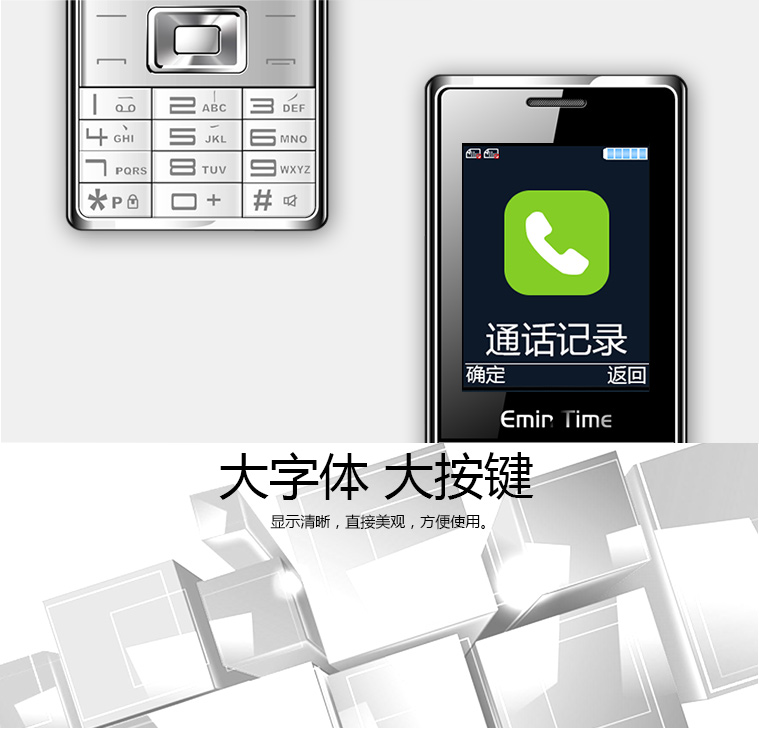 1
2 ABC
3 DEF
4 GHI
5 JKL
6 MNO
7 PQRS
8 TUV
9 WXYZ
* P
0 +
#
通话记录
确定 返回
Emin Time
大字体 大按键
显示清晰，直接美观，方便使用。